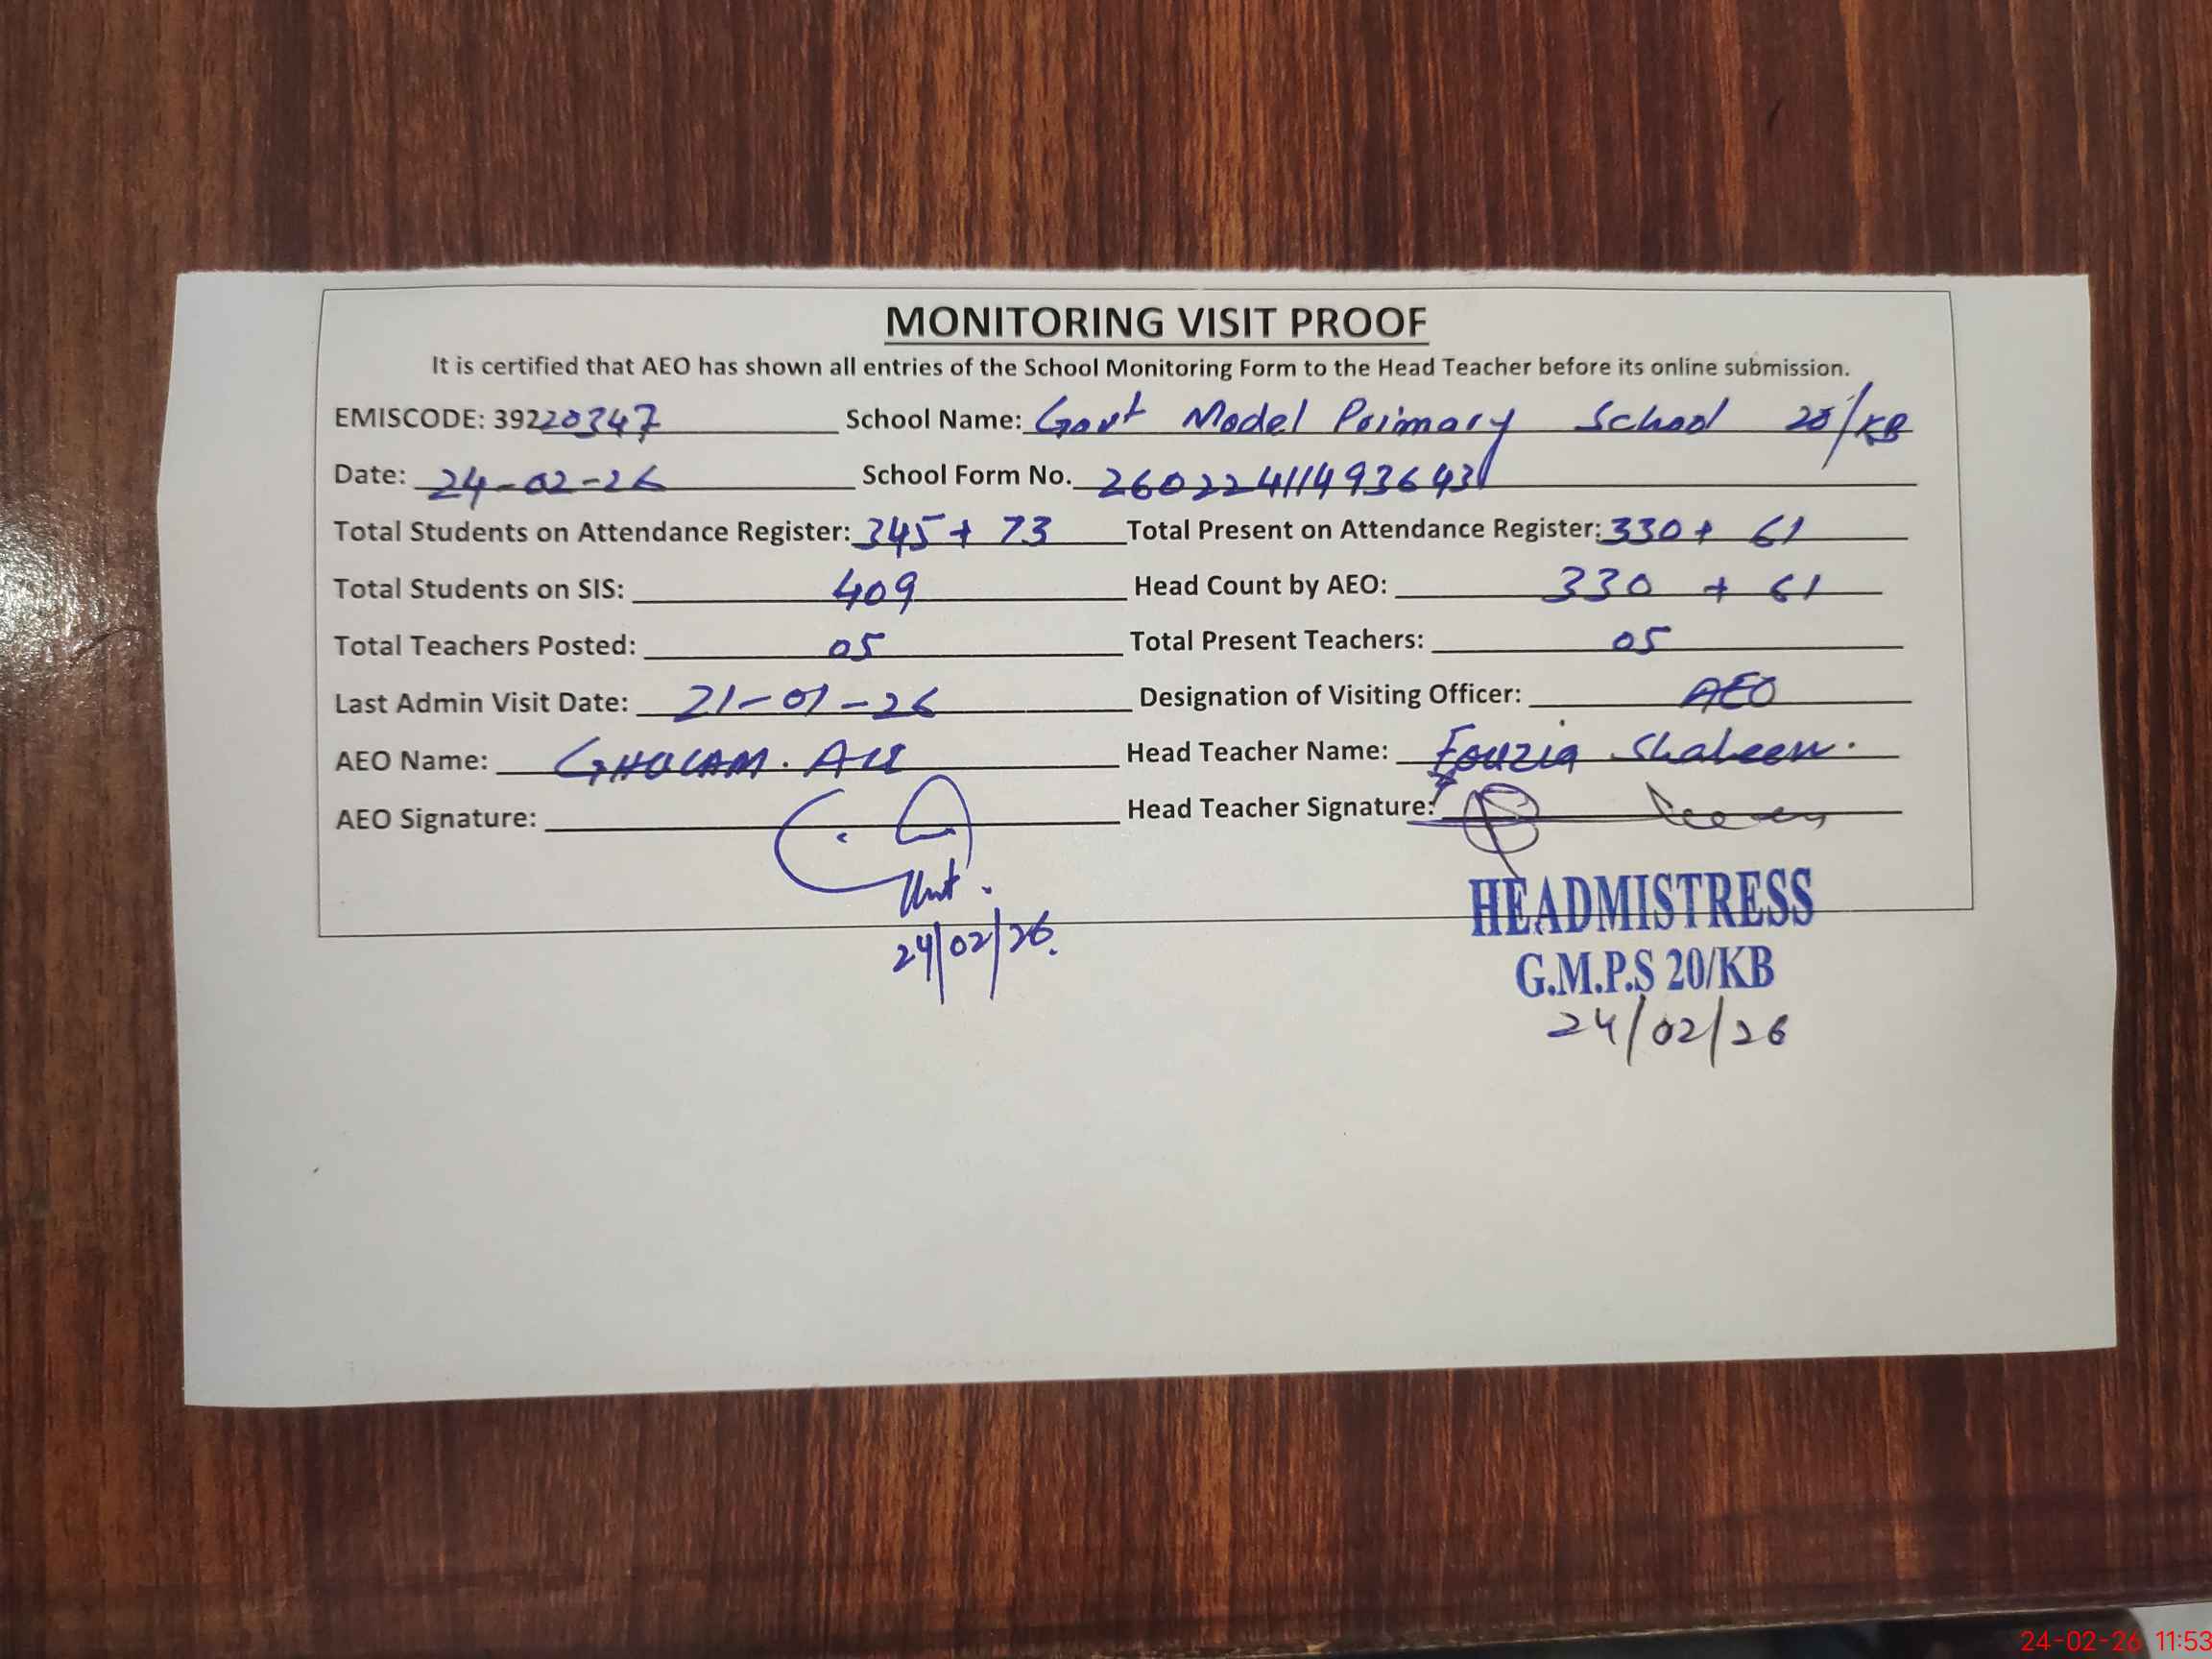 MONITORING VISIT PROOF
It is certified that AEO has shown all entries of the School Monitoring Form to the Head Teacher before its online submission.
EMISCODE: 39220347 School Name: Govt Model Primary School 20/KB
Date: 24-02-26 School Form No. 260224114936431
Total Students on Attendance Register: 345 + 73 Total Present on Attendance Register: 330 + 61
Total Students on SIS: 409 Head Count by AEO: 330 + 61
Total Teachers Posted: 05 Total Present Teachers: 05
Last Admin Visit Date: 21-01-26 Designation of Visiting Officer: AEO
AEO Name: GHULAM. Ali Head Teacher Name: Fouzia Shaheen.
AEO Signature: Head Teacher Signature:
24/02/26.
HEADMISTRESS
G.M.P.S 20/KB
24/02/26
24-02-26 11:53